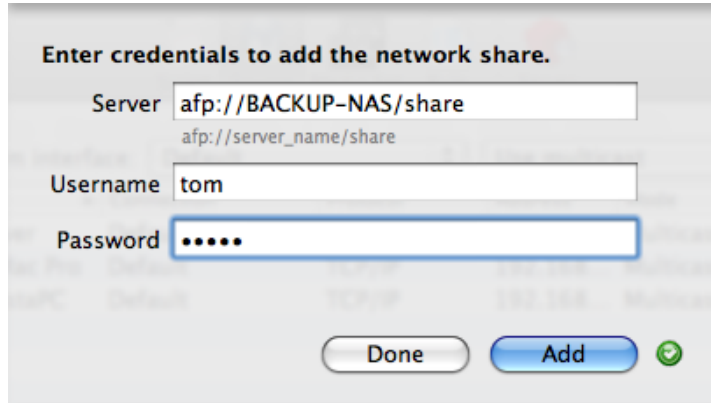 Enter credentials to add the network share.
Server afp://BACKUP-NAS/share
afp://server_name/share
Username tom
Password •••••
Done Add